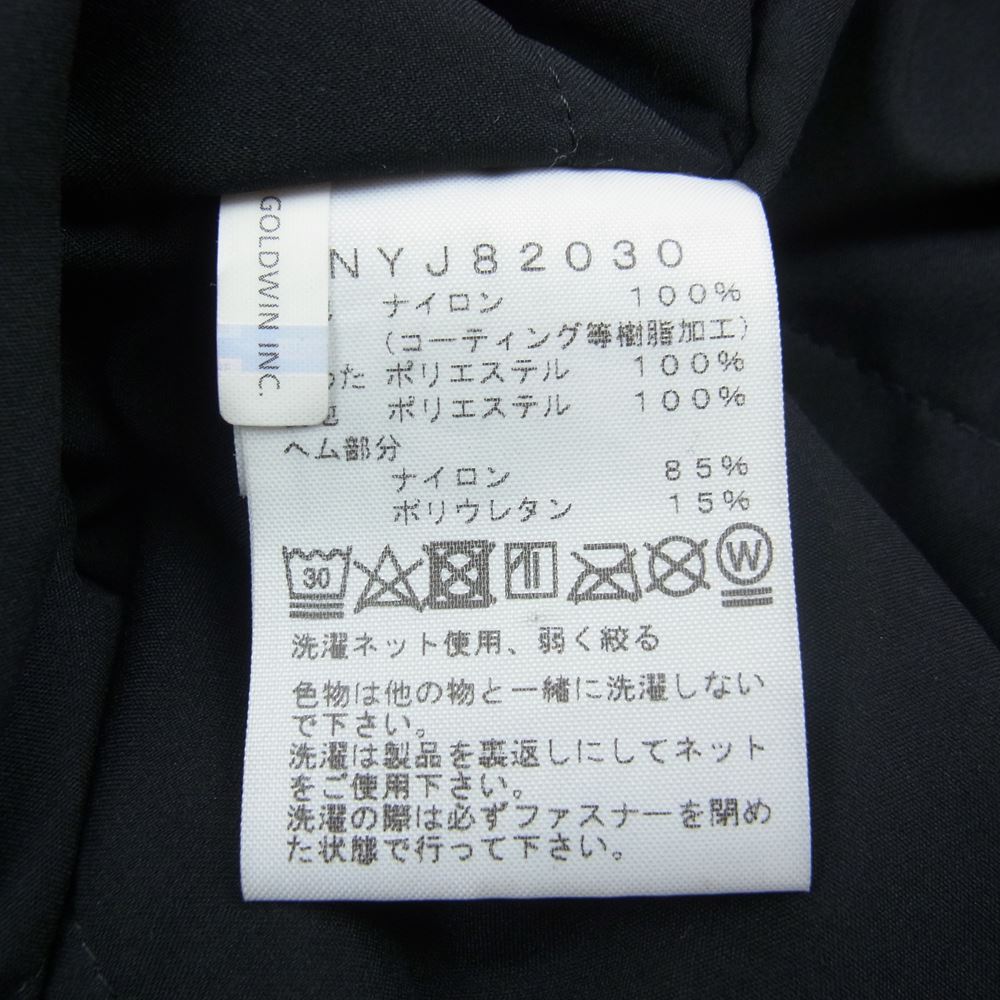 GOLDWIN INC.
NYJ82030
ナイロン 100%
(コーティング等樹脂加工)
わた ポリエステル 100%
ポリエステル 100%
ヘム部分
ナイロン 85%
ポリウレタン 15%
30 W
洗濯ネット使用、弱く絞る
色物は他の物と一緒に洗濯しない
で下さい。
洗濯は製品を裏返しにしてネット
をご使用下さい。
洗濯の際は必ずファスナーを閉め
た状態で行って下さい。